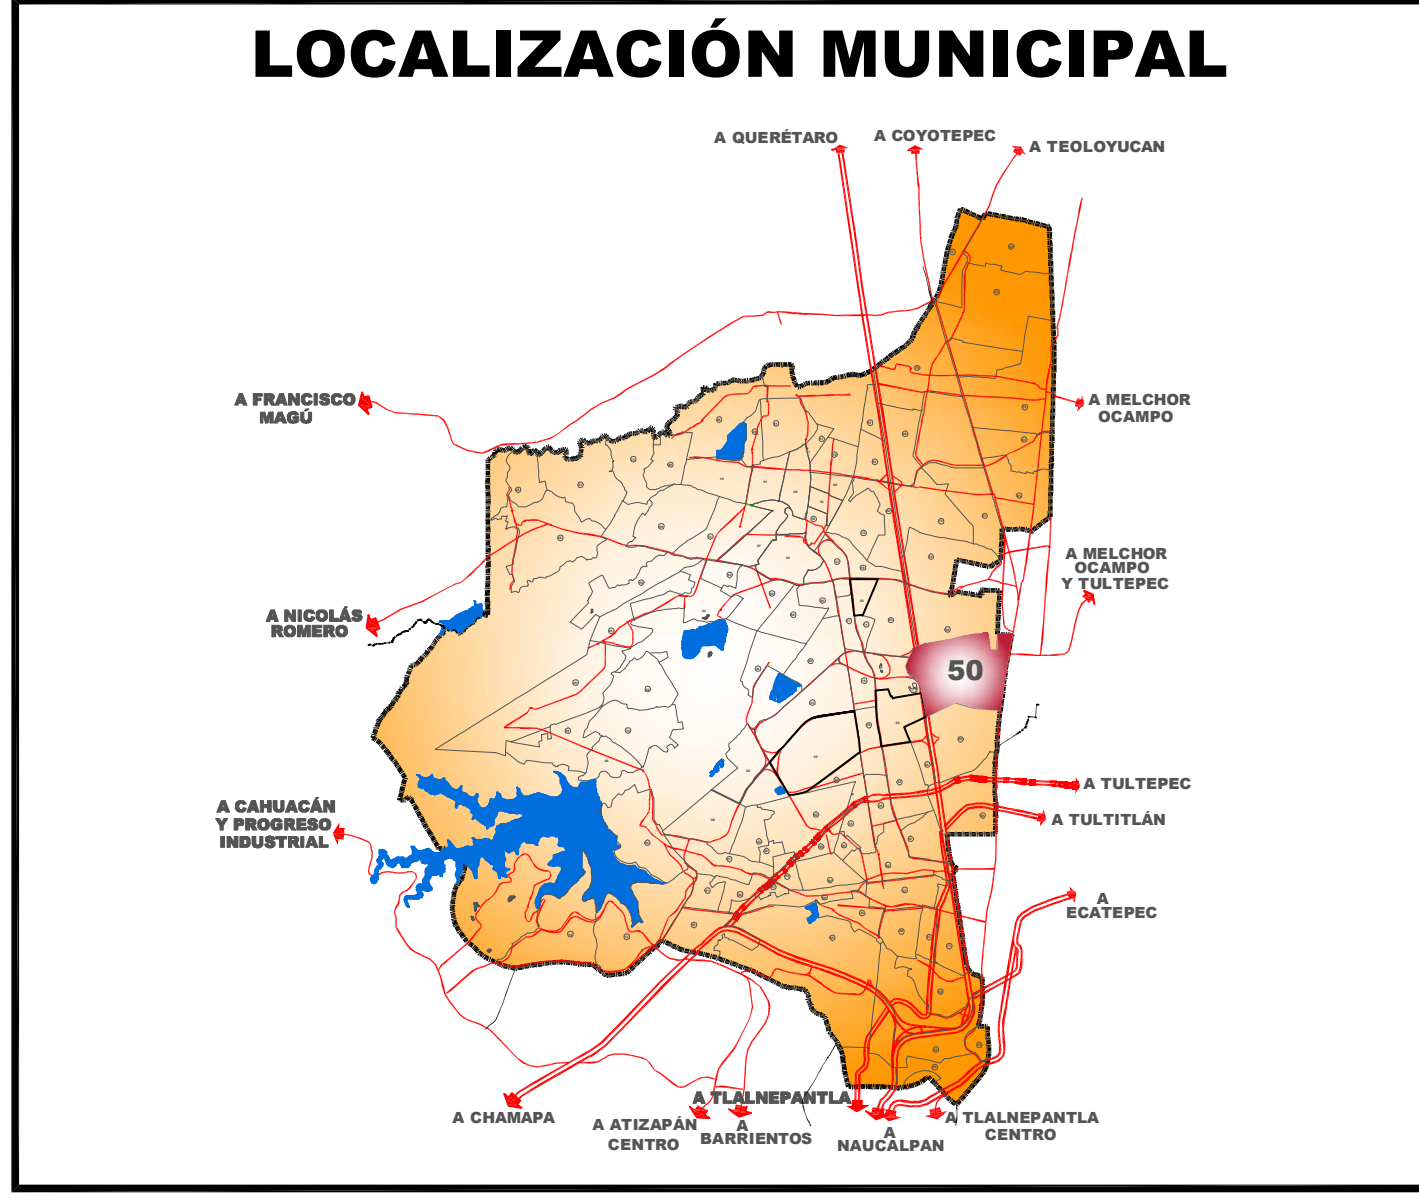 LOCALIZACIÓN MUNICIPAL
A QUERÉTARO
A COYOTEPEC
A TEOLOYUCAN
A FRANCISCO
MAGÚ
A MELCHOR
OCAMPO
A MELCHOR
OCAMPO
Y TULTEPEC
A NICOLÁS
ROMERO
50
A TULTEPEC
A CAHUACÁN
Y PROGRESO
INDUSTRIAL
A TULTITLÁN
A
ECATEPEC
A CHAMAPA
A ATIZAPÁN
CENTRO
A TLALNEPANTLA
A
BARRIENTOS
A
NAUCALPAN
A TLALNEPANTLA
CENTRO